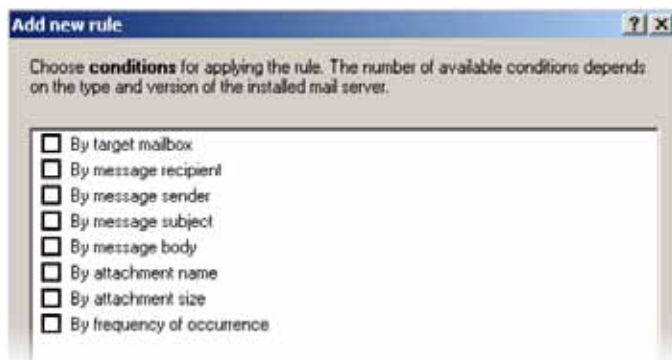 Add new rule
Choose conditions for applying the rule. The number of available conditions depends
on the type and version of the installed mail server.
By target mailbox
By message recipient
By message sender
By message subject
By message body
By attachment name
By attachment size
By frequency of occurrence